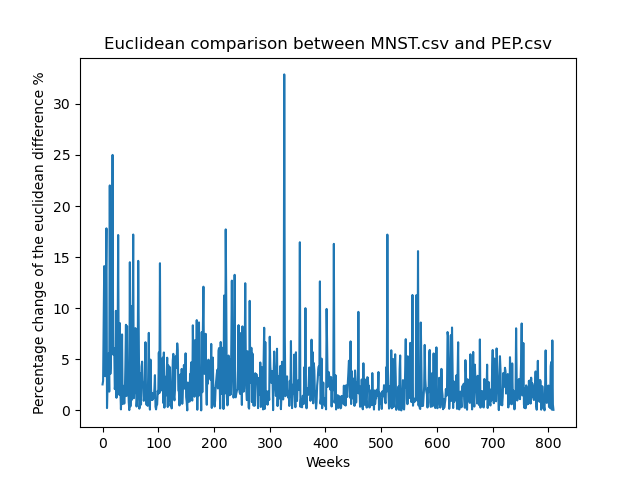 Euclidean comparison between MNST.csv and PEP.csv
Percentage change of the euclidean difference %
30
25
20
15
10
5
0
0 100 200 300 400 500 600 700 800
Weeks